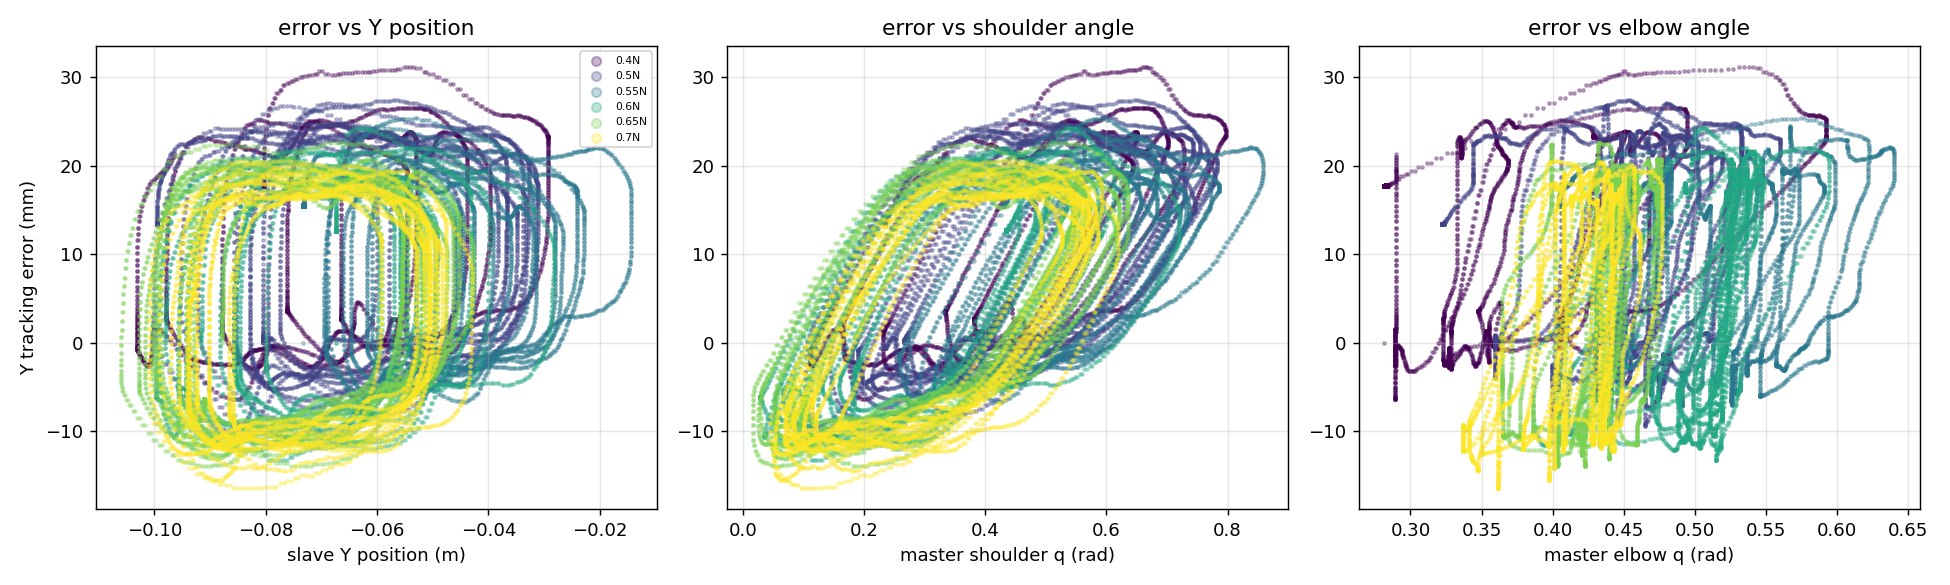 error vs Y position
error vs shoulder angle
error vs elbow angle
Y tracking error (mm)
30
20
10
0
−10
0.4N
0.5N
0.55N
0.6N
0.65N
0.7N
−0.10 −0.08 −0.06 −0.04 −0.02
slave Y position (m)
30
20
10
0
−10
0.0 0.2 0.4 0.6 0.8
master shoulder q (rad)
30
20
10
0
−10
0.30 0.35 0.40 0.45 0.50 0.55 0.60 0.65
master elbow q (rad)